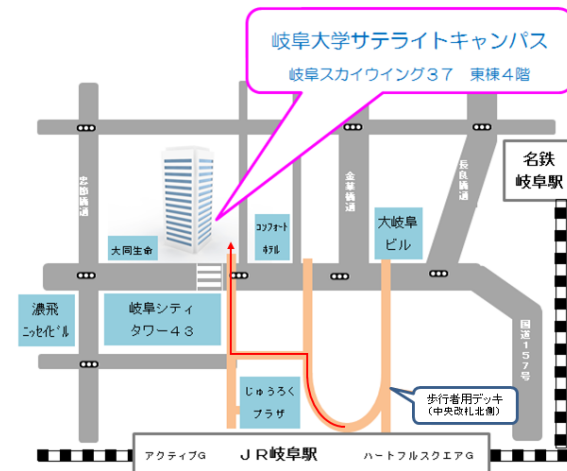 岐阜大学サテライトキャンパス
岐阜スカイウイング37　東棟4階
名鉄
岐阜駅
忠節橋通
金華橋通
長良橋通
コンフォート
ホテル
大岐阜
ビル
大同生命
濃飛
ニッセイビル
岐阜シティ
タワー43
国道157号
じゅうろく
プラザ
歩行者用デッキ
(中央改札北側)
アクティブG
JR岐阜駅
ハートフルスクエアG